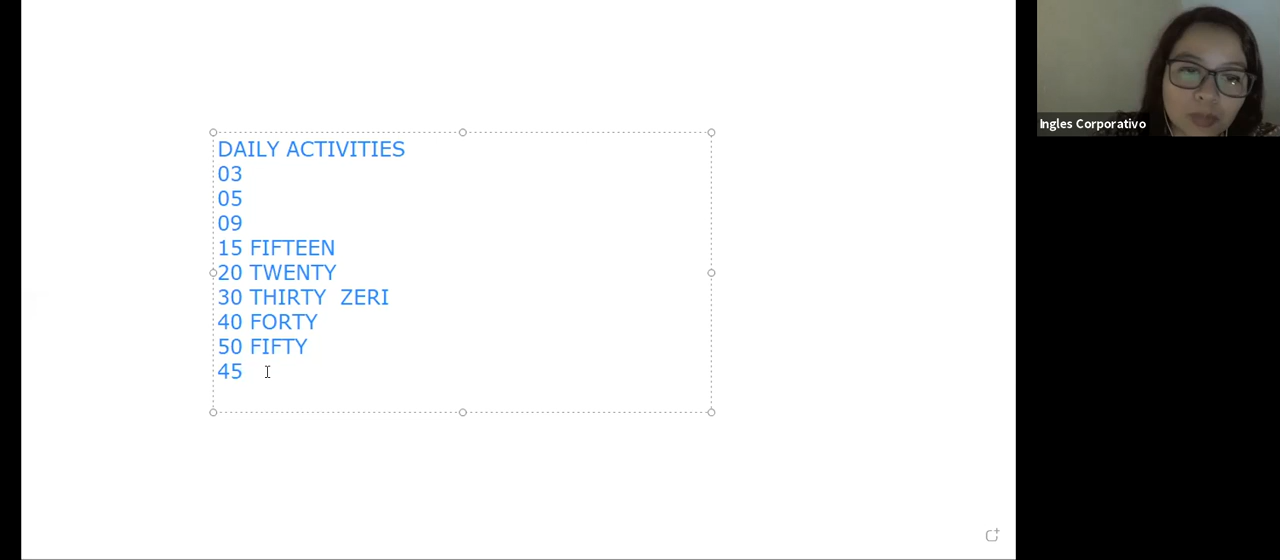 DAILY ACTIVITIES
03
05
09
15 FIFTEEN
20 TWENTY
30 THIRTY  ZERI
40 FORTY
50 FIFTY
45
Ingles Corporativo